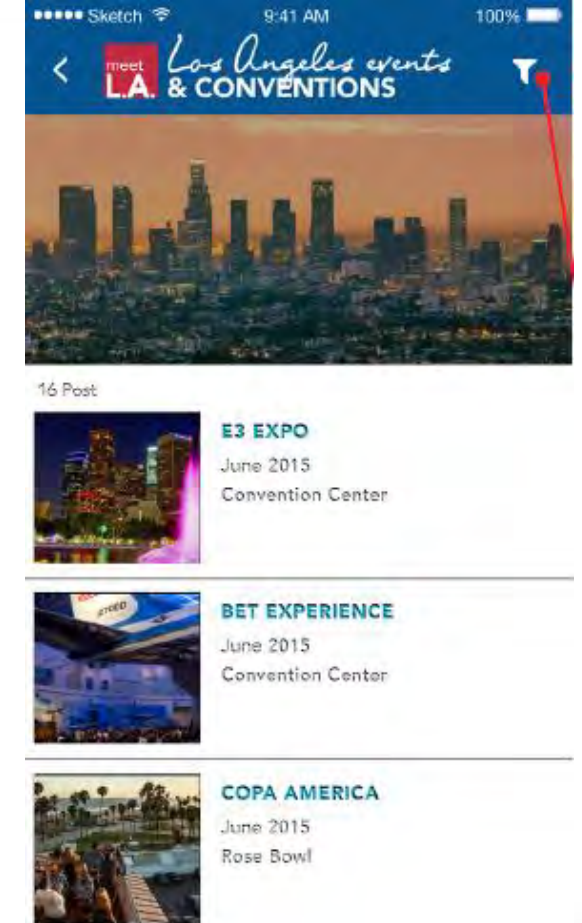 Sketch 9:41 AM 100%
meet Los Angeles events
L.A. & CONVENTIONS
16 Post
E3 EXPO
June 2015
Convention Center
BET EXPERIENCE
June 2015
Convention Center
COPA AMERICA
June 2015
Rose Bowl